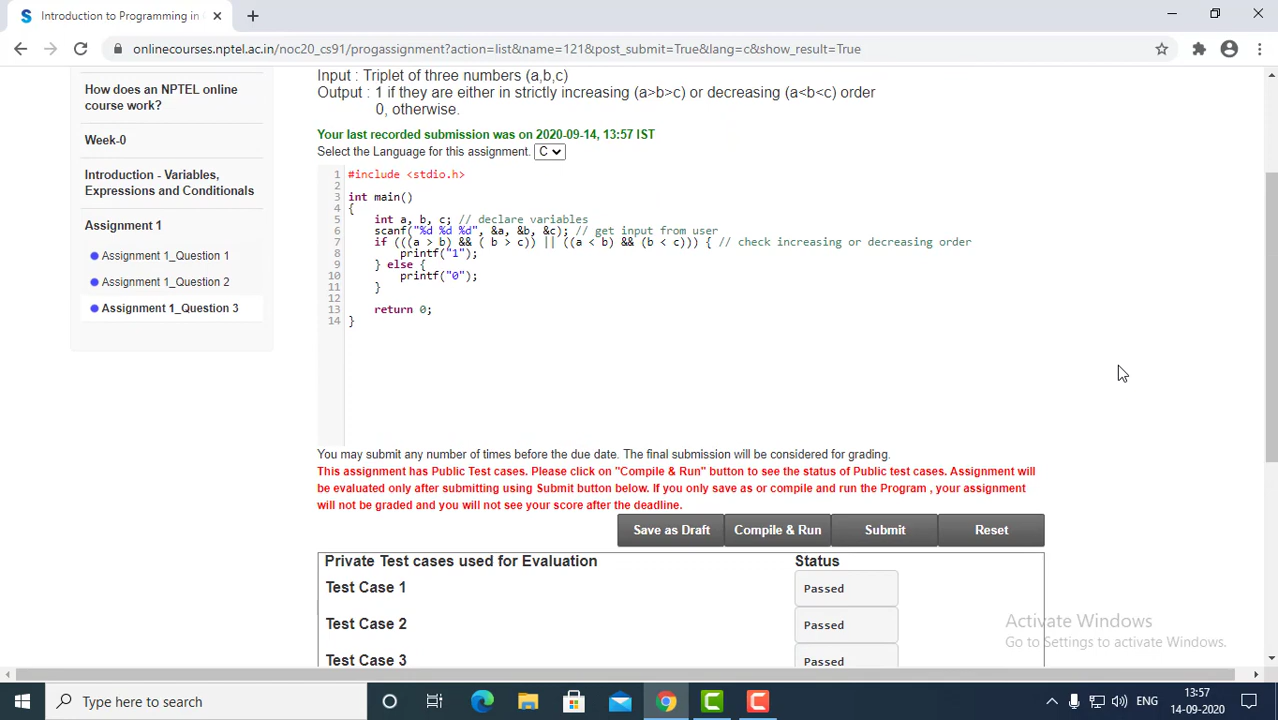 Introduction to Programming in
onlinecourses.nptel.ac.in/noc20_cs91/progassignment?action=list&name=121&post_submit=True&lang=c&show_result=True
How does an NPTEL online
course work?
Week-0
Introduction - Variables,
Expressions and Conditionals
Assignment 1
Assignment 1_Question 1
Assignment 1_Question 2
Assignment 1_Question 3
Input : Triplet of three numbers (a,b,c)
Output : 1 if they are either in strictly increasing (a>b>c) or decreasing (a<b<c) order
0, otherwise.
Your last recorded submission was on 2020-09-14, 13:57 IST
Select the Language for this assignment. C
1 #include <stdio.h>
2
3 int main()
4 {
5 int a, b, c; // declare variables
6 scanf("%d %d %d", &a, &b, &c); // get input from user
7 if (((a > b) && ( b > c)) || ((a < b) && (b < c))) { // check increasing or decreasing order
8 printf("1");
9 } else {
10 printf("0");
11 }
12
13 return 0;
14 }
You may submit any number of times before the due date. The final submission will be considered for grading.
This assignment has Public Test cases. Please click on "Compile & Run" button to see the status of Public test cases. Assignment will
be evaluated only after submitting using Submit button below. If you only save as or compile and run the Program , your assignment
will not be graded and you will not see your score after the deadline.
Save as Draft Compile & Run Submit Reset
Private Test cases used for Evaluation Status
Test Case 1 Passed
Test Case 2 Passed
Test Case 3 Passed
Activate Windows
Go to Settings to activate Windows.
Type here to search
ENG
13:57
14-09-2020